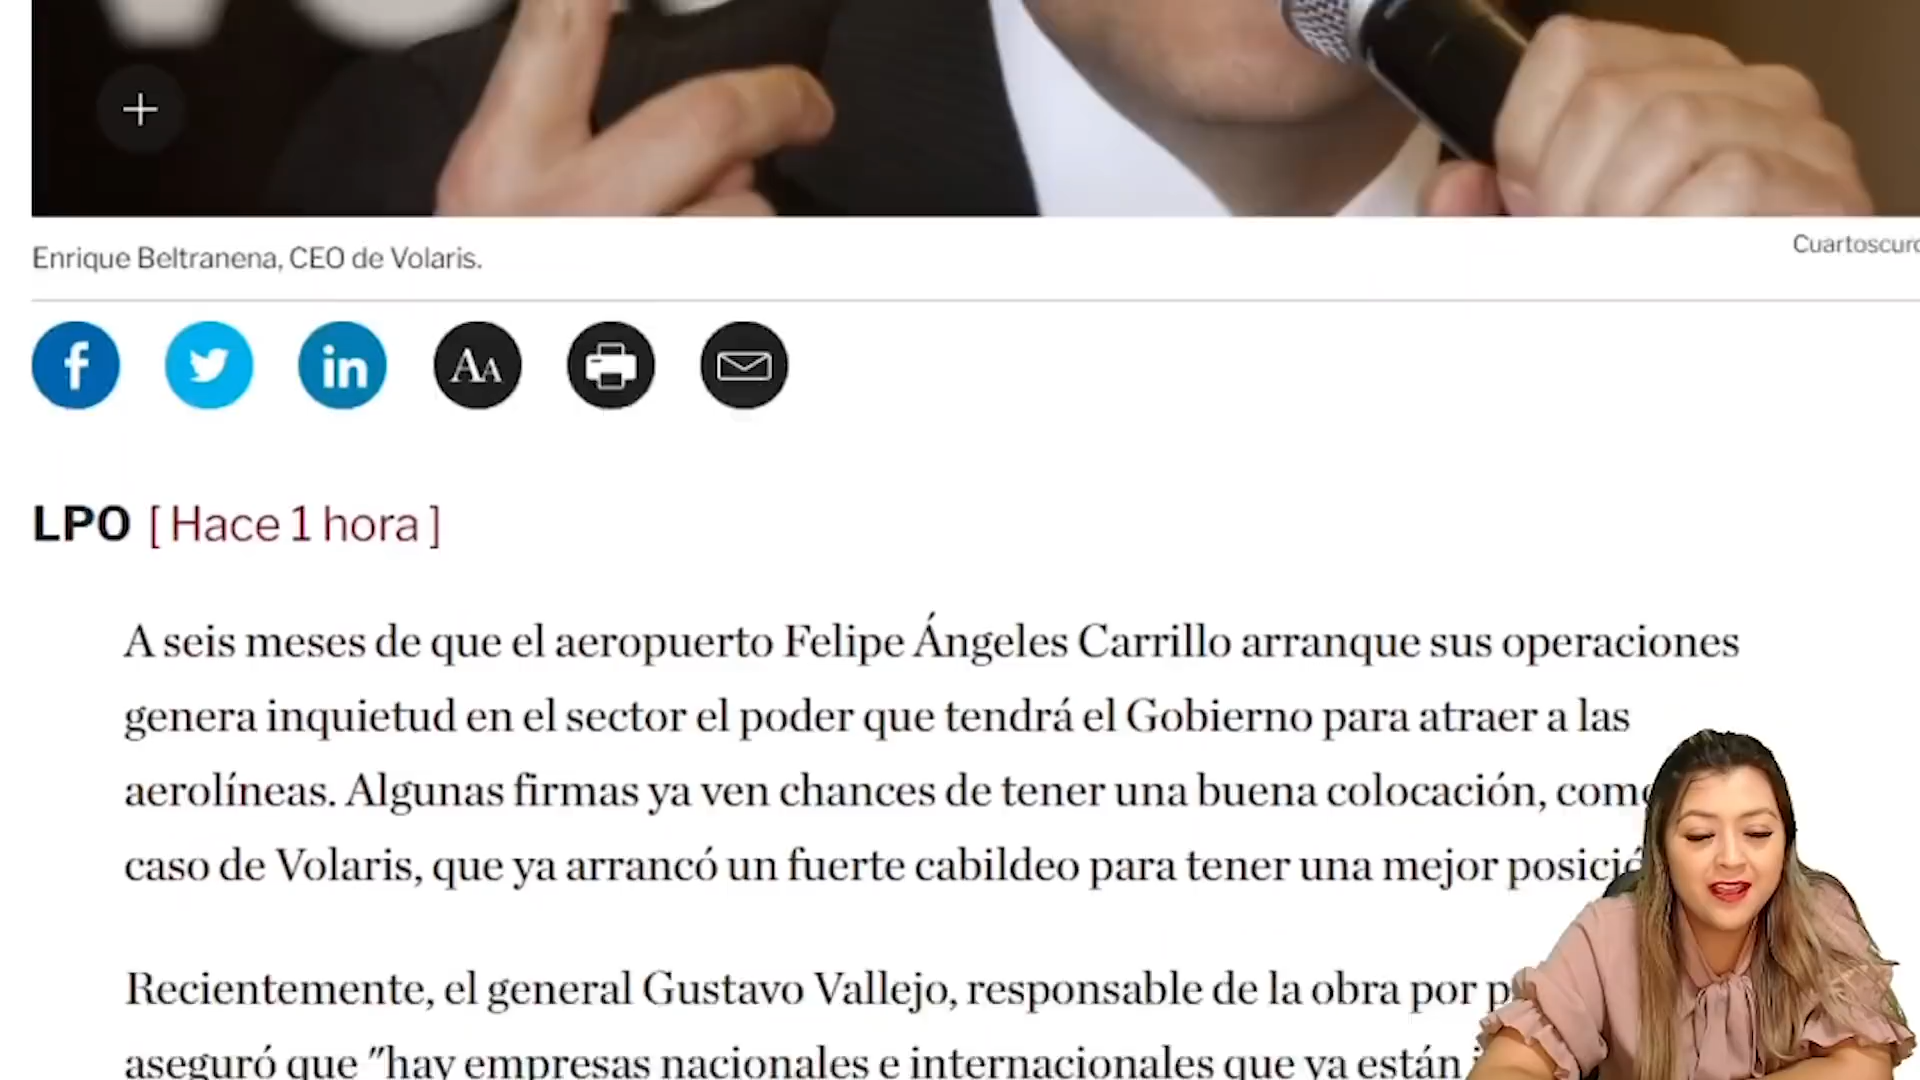 Enrique Beltranena, CEO de Volaris.
Cuartoscuro
LPO [ Hace 1 hora ]
A seis meses de que el aeropuerto Felipe Ángeles Carrillo arranque sus operaciones
genera inquietud en el sector el poder que tendrá el Gobierno para atraer a las
aerolíneas. Algunas firmas ya ven chances de tener una buena colocación, como
caso de Volaris, que ya arrancó un fuerte cabildeo para tener una mejor
Recientemente, el general Gustavo Vallejo, responsable de la obra por
aseguró que "hay empresas nacionales e internacionales que ya están